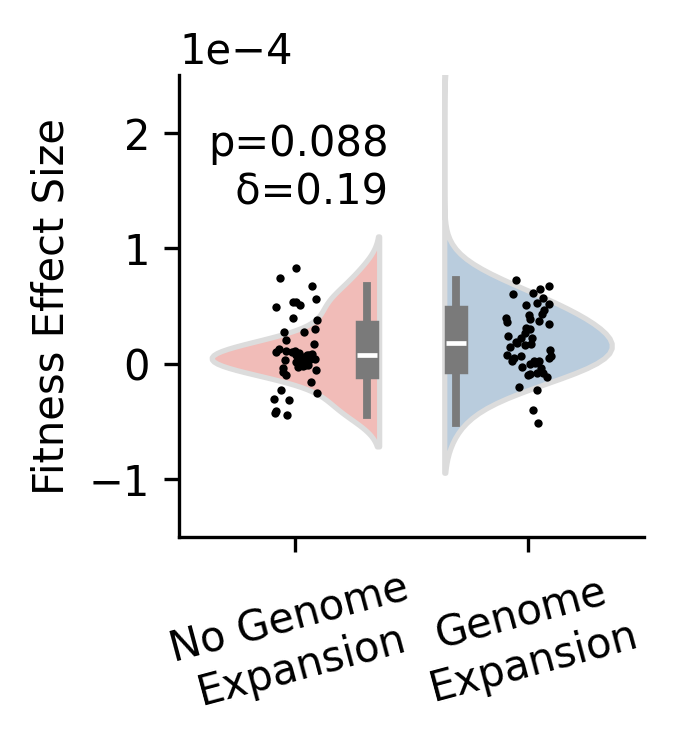 1e−4
Fitness Effect Size
2
1
0
−1
p=0.088
δ=0.19
No Genome
Expansion
Genome
Expansion